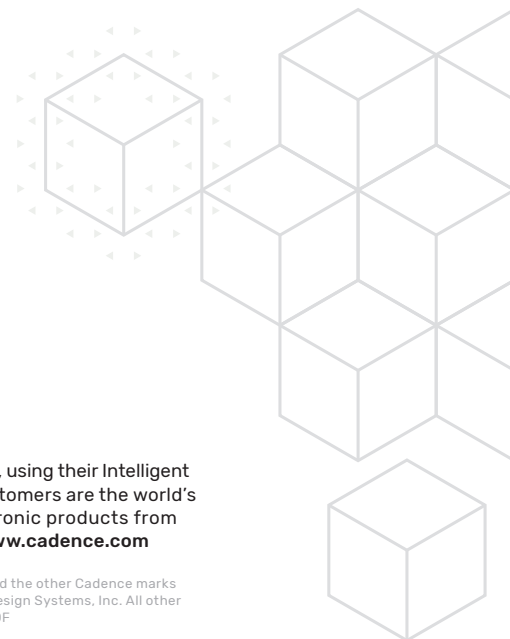 , using their Intelligent
tomers are the world's
ronic products from
w.cadence.com
d the other Cadence marks
esign Systems, Inc. All other
DF